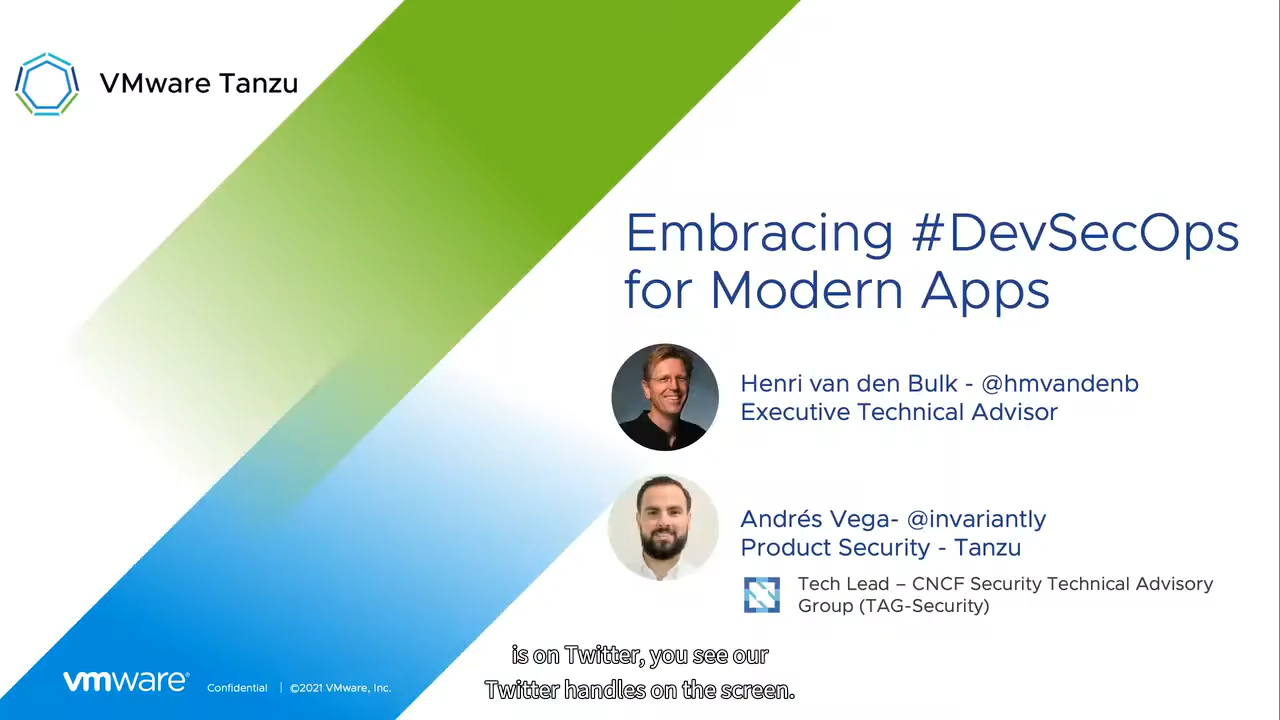 VMware Tanzu
Embracing #DevSecOps
for Modern Apps
Henri van den Bulk - @hmvandenb
Executive Technical Advisor
Andrés Vega- @invariantly
Product Security - Tanzu
Tech Lead – CNCF Security Technical Advisory
Group (TAG-Security)
is on Twitter, you see our
Twitter handles on the screen.
vmware® Confidential | ©2021 VMware, Inc.